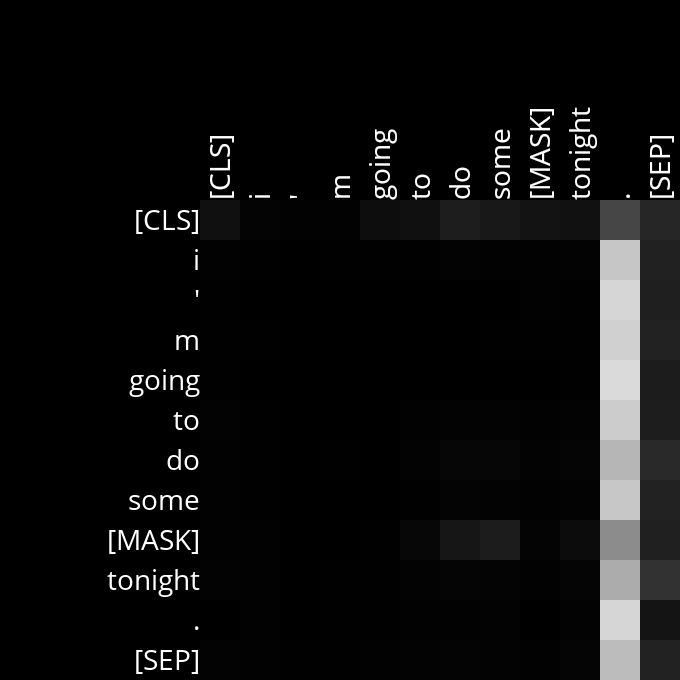 [CLS] i ' m going to do some [MASK] tonight . [SEP]
[CLS]
i
'
m
going
to
do
some
[MASK]
tonight
.
[SEP]